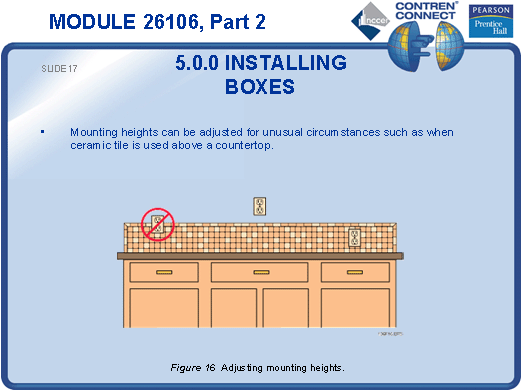 MODULE 26106, Part 2
nccer
CONTREN®
CONNECT
PEARSON
Prentice
Hall
SLIDE 17
5.0.0 INSTALLING
BOXES
• Mounting heights can be adjusted for unusual circumstances such as when
ceramic tile is used above a countertop.
Figure 16 Adjusting mounting heights.